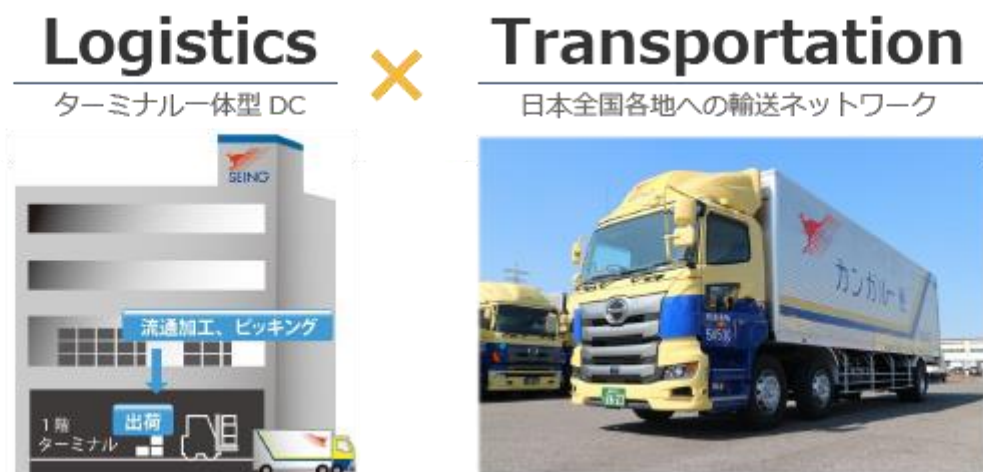 Logistics
×
Transportation
ターミナル一体型 DC
日本全国各地への輸送ネットワーク
SEING
流通加工、ピッキング
出荷
1階
ターミナル
カンガルー便